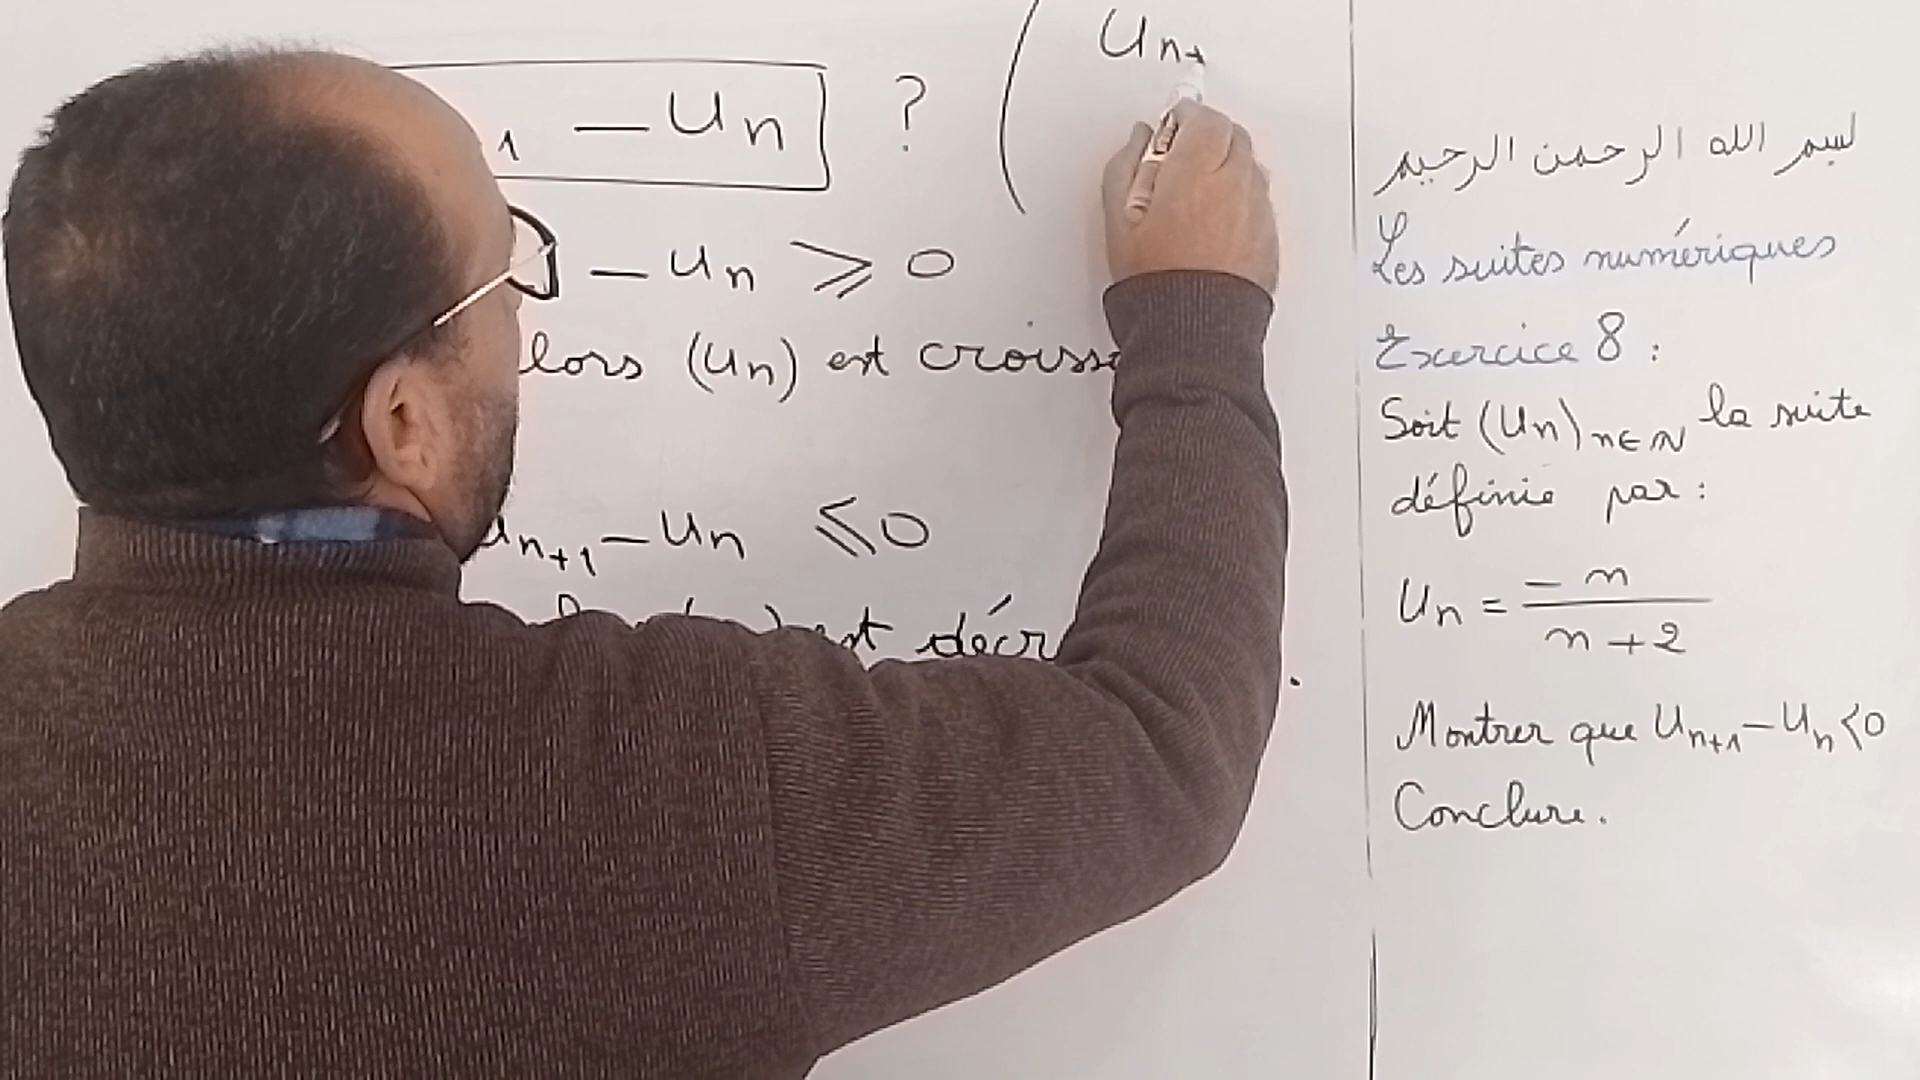 1 − Un ? ( Un+
− Un ⩾ 0
lors (Un) est croiss
Un+1 − Un ⩽ 0
est décr
بسم الله الرحمن الرحيم
Les suites numériques
Exercice 8 :
Soit (Un)n∈ℕ la suite
définie par :
Un = −n / n+2
Montrer que Un+1 − Un < 0
Conclure.